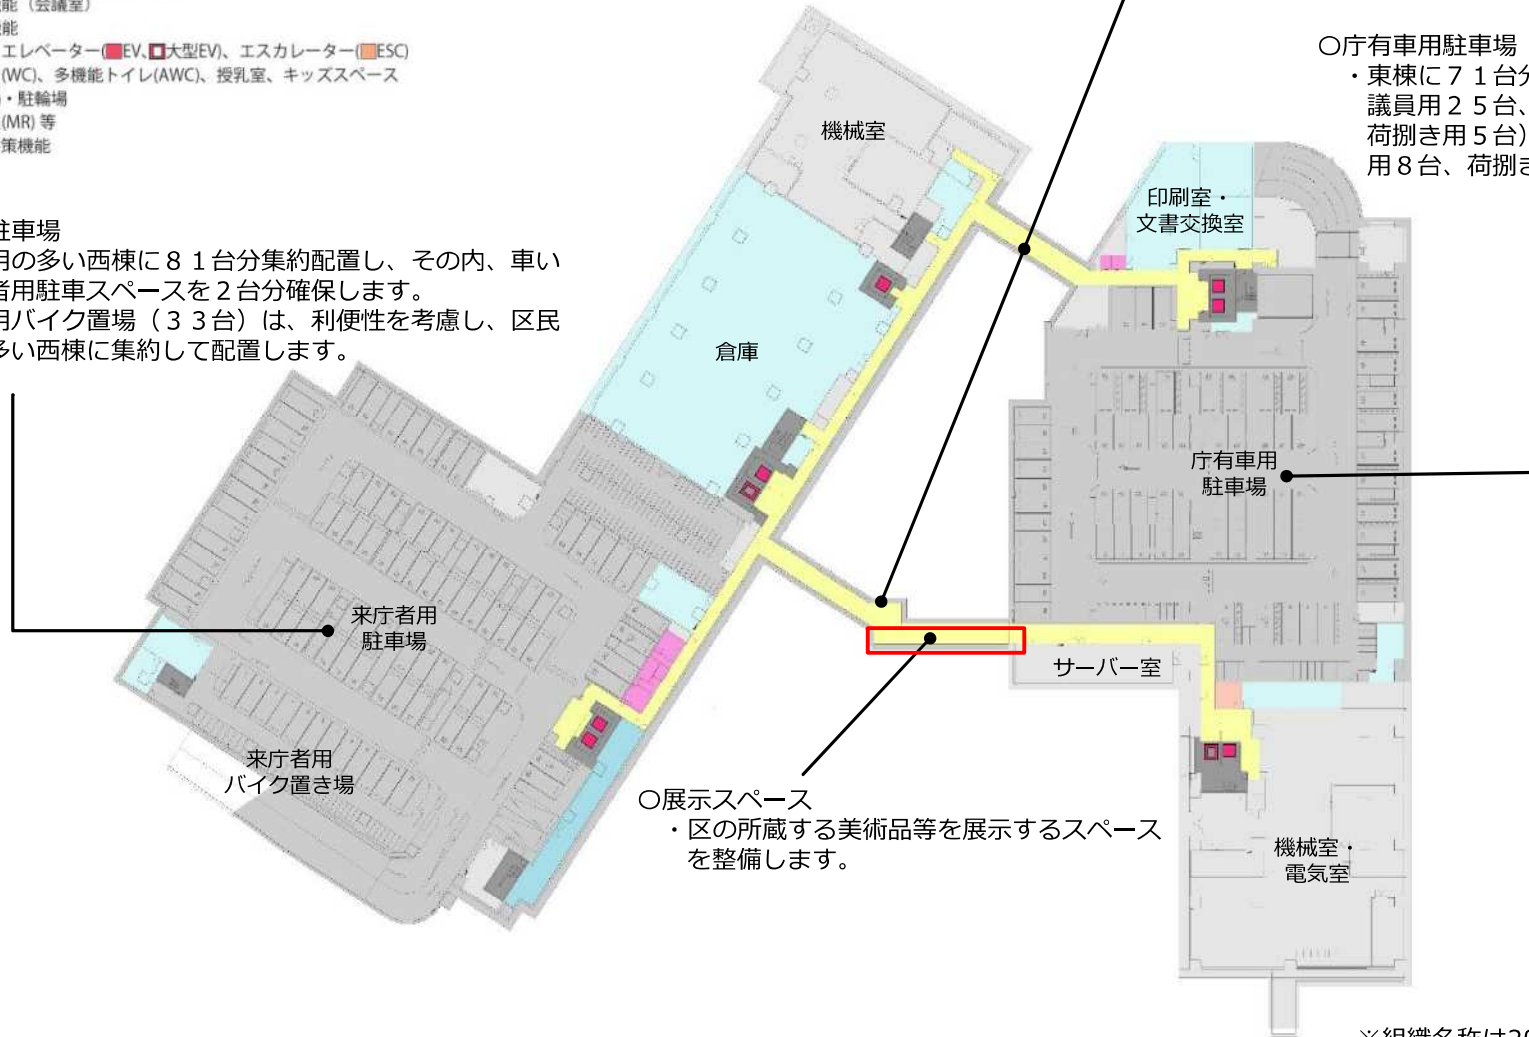 能（会議室）
能
エレベーター(■EV、□大型EV)、エスカレーター(■ESC)
(WC)、多機能トイレ(AWC)、授乳室、キッズスペース
・駐輪場
(MR) 等
策機能
駐車場
用の多い西棟に８１台分集約配置し、その内、車い
者用駐車スペースを２台分確保します。
用バイク置場（３３台）は、利便性を考慮し、区民
多い西棟に集約して配置します。
○庁有車用駐車場
・東棟に７１台分
議員用２５台、
荷捌き用５台）
用８台、荷捌き
機械室
印刷室・
文書交換室
倉庫
庁有車用
駐車場
来庁者用
駐車場
サーバー室
来庁者用
バイク置き場
○展示スペース
・区の所蔵する美術品等を展示するスペース
を整備します。
機械室・
電気室
※組織名称は2